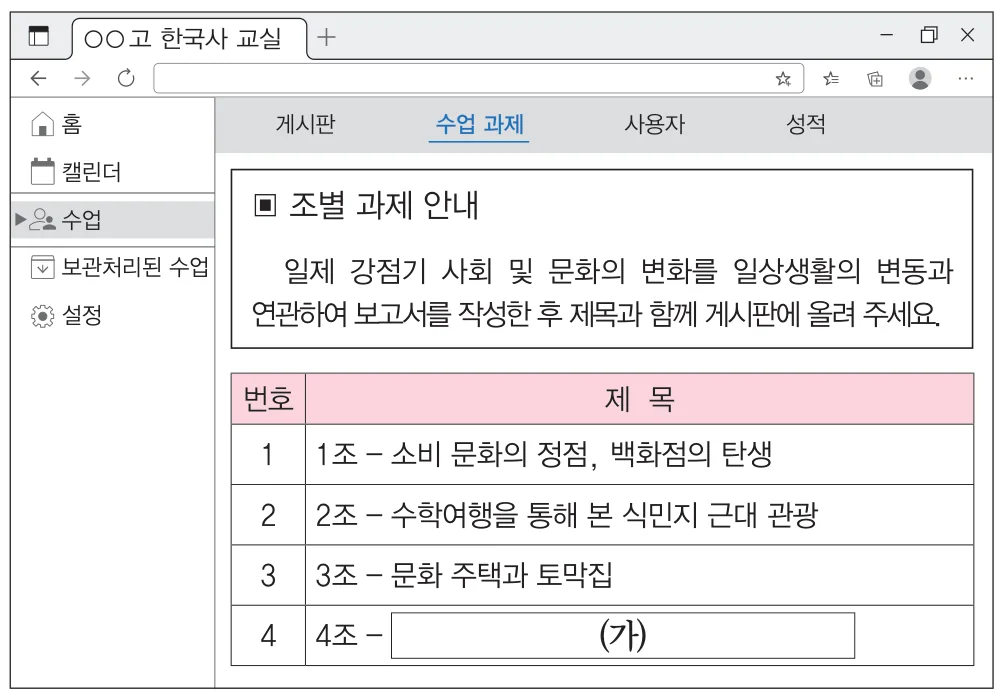 ○○고 한국사 교실
홈
캘린더
수업
보관처리된 수업
설정
게시판 수업 과제 사용자 성적
▣ 조별 과제 안내
일제 강점기 사회 및 문화의 변화를 일상생활의 변동과
연관하여 보고서를 작성한 후 제목과 함께 게시판에 올려 주세요.
번호 제 목
1 1조 – 소비 문화의 정점, 백화점의 탄생
2 2조 – 수학여행을 통해 본 식민지 근대 관광
3 3조 – 문화 주택과 토막집
4 4조 – (가)